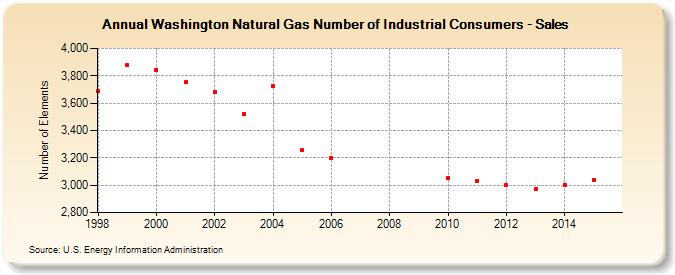 Annual Washington Natural Gas Number of Industrial Consumers - Sales
Number of Elements
4,000
3,800
3,600
3,400
3,200
3,000
2,800
1998 2000 2002 2004 2006 2008 2010 2012 2014
Source: U.S. Energy Information Administration